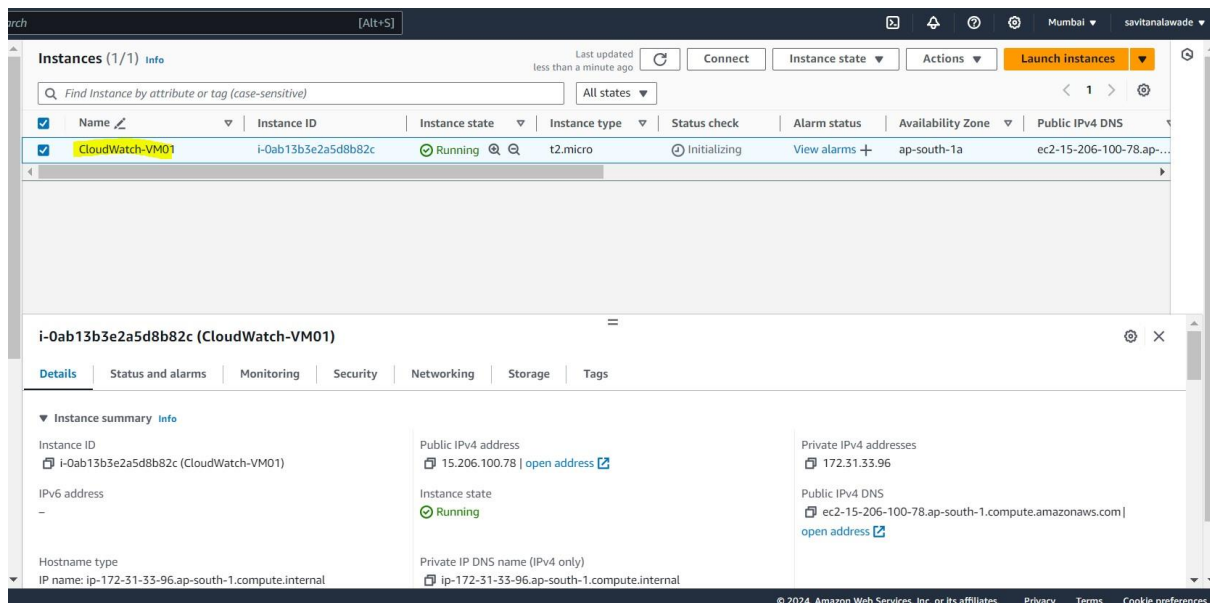 arch [Alt+S] Mumbai savitanalawade
Instances (1/1) Info Last updated less than a minute ago Connect Instance state Actions Launch instances
Find Instance by attribute or tag (case-sensitive) All states 1
Name Instance ID Instance state Instance type Status check Alarm status Availability Zone Public IPv4 DNS
CloudWatch-VM01 i-0ab13b3e2a5d8b82c Running t2.micro Initializing View alarms + ap-south-1a ec2-15-206-100-78.ap-...
i-0ab13b3e2a5d8b82c (CloudWatch-VM01)
Details Status and alarms Monitoring Security Networking Storage Tags
Instance summary Info
Instance ID Public IPv4 address Private IPv4 addresses
i-0ab13b3e2a5d8b82c (CloudWatch-VM01) 15.206.100.78 | open address 172.31.33.96
IPv6 address Instance state Public IPv4 DNS
– Running ec2-15-206-100-78.ap-south-1.compute.amazonaws.com |
open address
Hostname type Private IP DNS name (IPv4 only)
IP name: ip-172-31-33-96.ap-south-1.compute.internal ip-172-31-33-96.ap-south-1.compute.internal
© 2024, Amazon Web Services, Inc. or its affiliates. Privacy Terms Cookie preferences